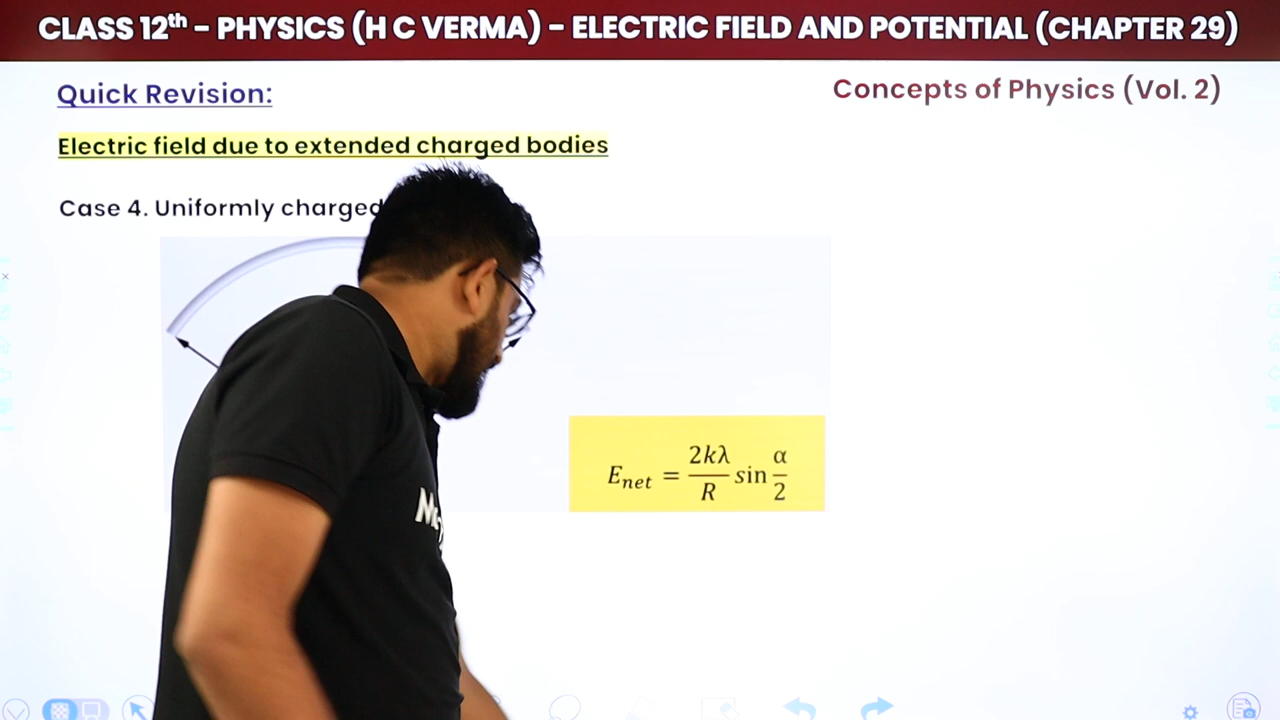 CLASS 12th – PHYSICS (H C VERMA) – ELECTRIC FIELD AND POTENTIAL (CHAPTER 29)
Quick Revision:
Concepts of Physics (Vol. 2)
Electric field due to extended charged bodies
Case 4. Uniformly charged
E_net = 2kλ/R sin α/2